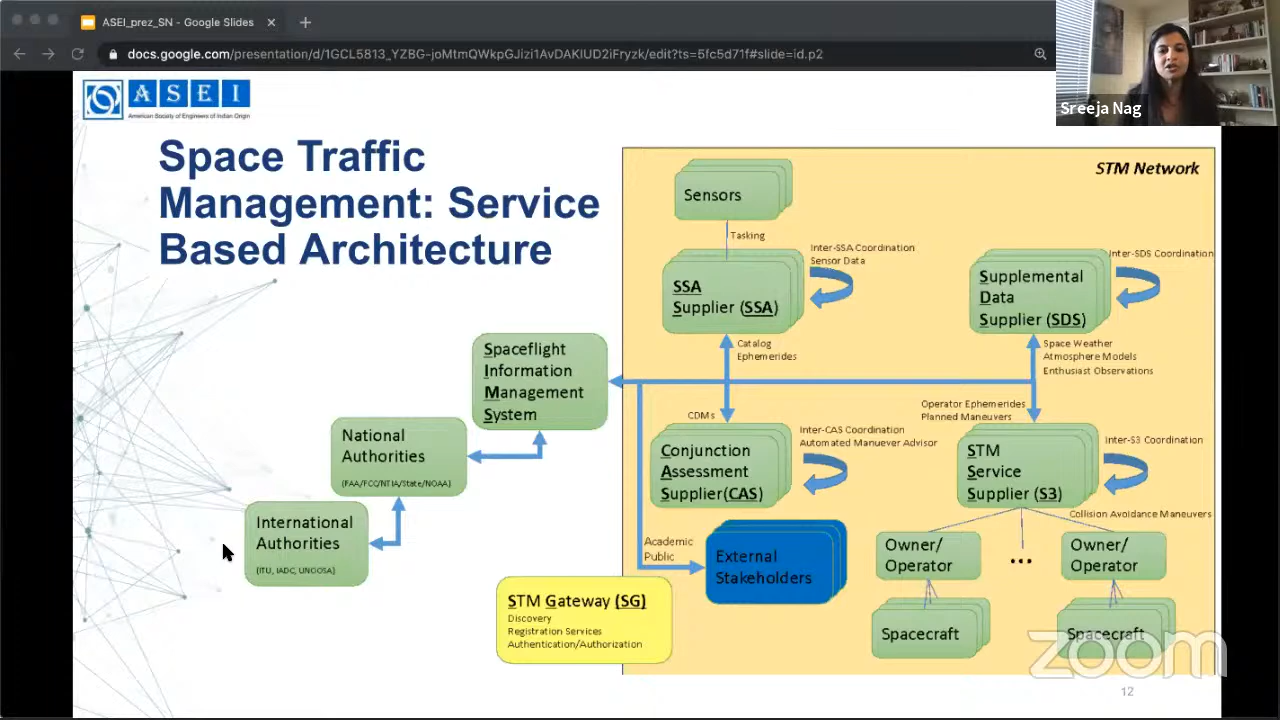 ASEI_prez_SN - Google Slides
docs.google.com/presentation/d/1GCL5813_YZBG-joMtmQWkpGJizi1AvDAKlUD2iFryzk/edit?ts=5fc5d71f#slide=id.p2
Sreeja Nag
ASEI
American Society of Engineers of Indian Origin
Space Traffic
Management: Service
Based Architecture
STM Network
Sensors
Tasking
SSA
Supplier (SSA)
Inter-SSA Coordination
Sensor Data
Supplemental
Data
Supplier (SDS)
Inter-SDS Coordination
Catalog
Ephemerides
Space Weather
Atmosphere Models
Enthusiast Observations
Spaceflight
Information
Management
System
National
Authorities
(FAA/FCC/NTIA/State/NOAA)
International
Authorities
(ITU, IADC, UNOOSA)
CDMs
Conjunction
Assessment
Supplier(CAS)
Inter-CAS Coordination
Automated Manuever Advisor
Operator Ephemerides
Planned Maneuvers
STM
Service
Supplier (S3)
Inter-S3 Coordination
Collision Avoidance Maneuvers
Academic
Public
External
Stakeholders
Owner/
Operator
...
Owner/
Operator
Spacecraft
Spacecraft
STM Gateway (SG)
Discovery
Registration Services
Authentication/Authorization
zoom
12